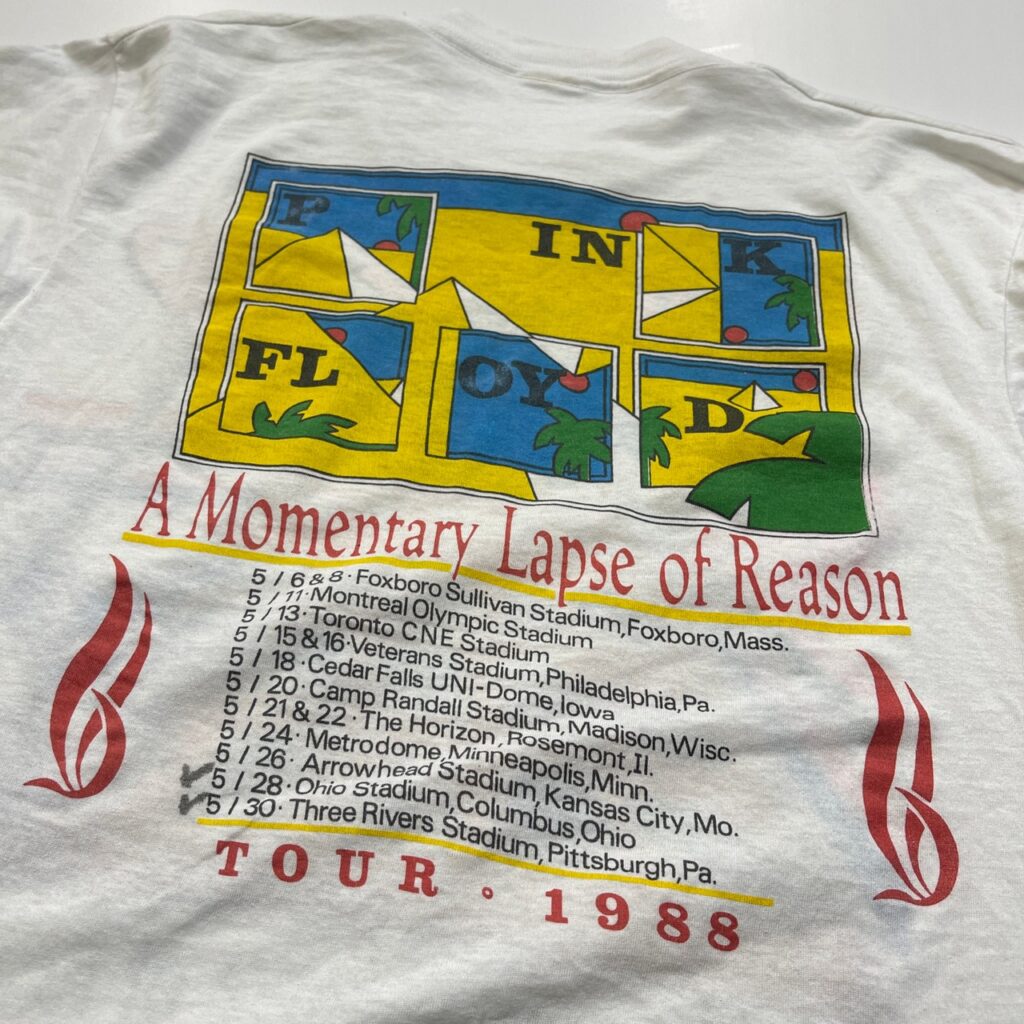 P IN K
FL OY D
A Momentary Lapse of Reason
5 / 6 & 8 · Foxboro Sullivan Stadium, Foxboro, Mass.
5 / 11 · Montreal Olympic Stadium
5 / 13 · Toronto CNE Stadium
5 / 15 & 16 · Veterans Stadium, Philadelphia, Pa.
5 / 18 · Cedar Falls UNI-Dome, Iowa
5 / 20 · Camp Randall Stadium, Madison, Wisc.
5 / 21 & 22 · The Horizon, Rosemont, Il.
5 / 24 · Metrodome, Minneapolis, Minn.
5 / 26 · Arrowhead Stadium, Kansas City, Mo.
5 / 28 · Ohio Stadium, Columbus, Ohio
5 / 30 · Three Rivers Stadium, Pittsburgh, Pa.
TOUR ∘ 1988